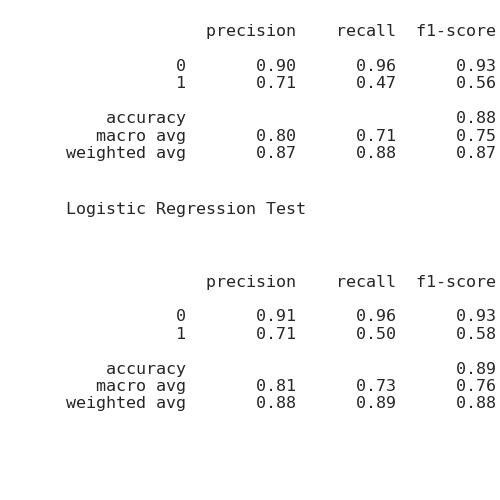 precision recall f1-score
0 0.90 0.96 0.93
1 0.71 0.47 0.56
accuracy 0.88
macro avg 0.80 0.71 0.75
weighted avg 0.87 0.88 0.87
Logistic Regression Test
precision recall f1-score
0 0.91 0.96 0.93
1 0.71 0.50 0.58
accuracy 0.89
macro avg 0.81 0.73 0.76
weighted avg 0.88 0.89 0.88